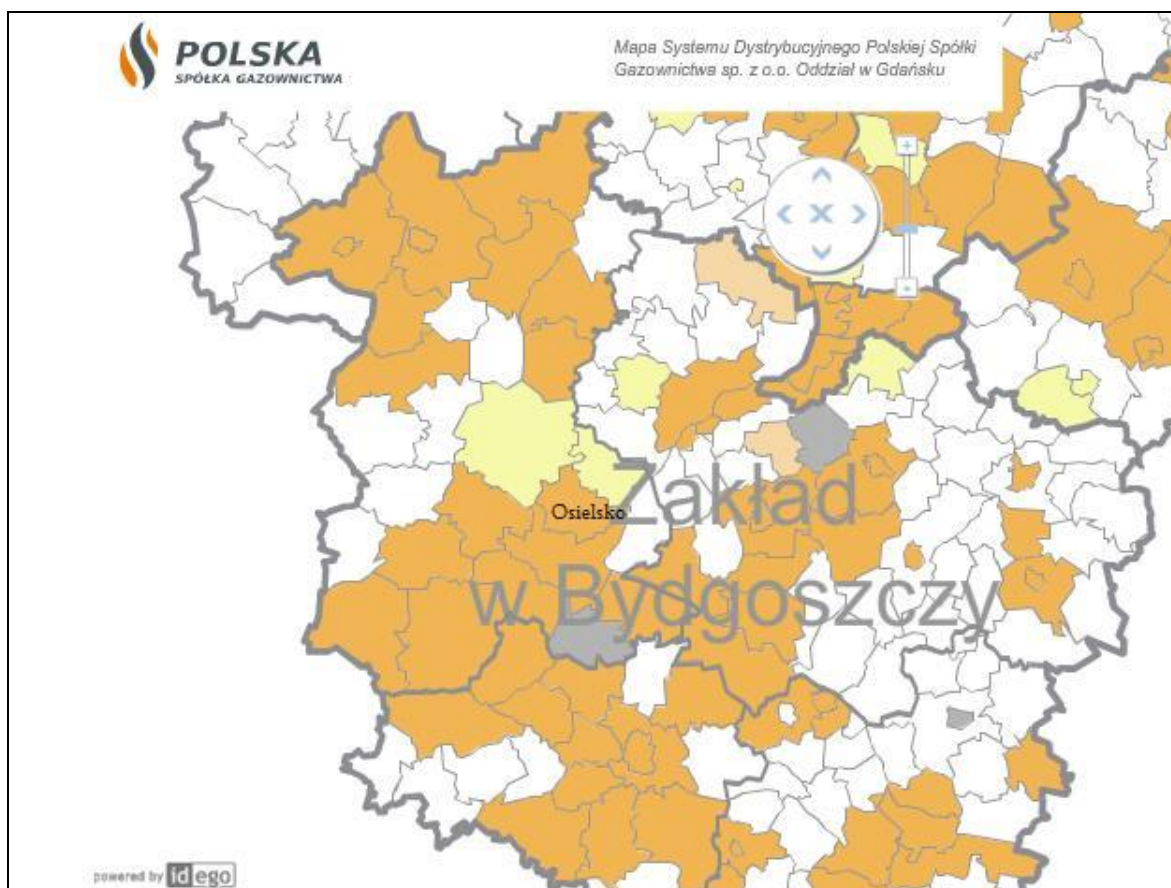 POLSKA
SPÓŁKA GAZOWNICTWA
Mapa Systemu Dystrybucyjnego Polskiej Spółki
Gazownictwa sp. z o.o. Oddział w Gdańsku
Zakład
Osielsko
w Bydgoszczy
powered by idego